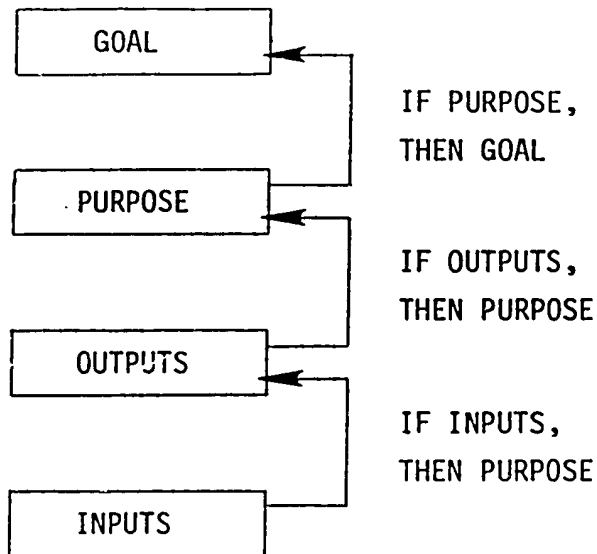 GOAL
IF PURPOSE,
THEN GOAL
PURPOSE
IF OUTPUTS,
THEN PURPOSE
OUTPUTS
IF INPUTS,
THEN PURPOSE
INPUTS